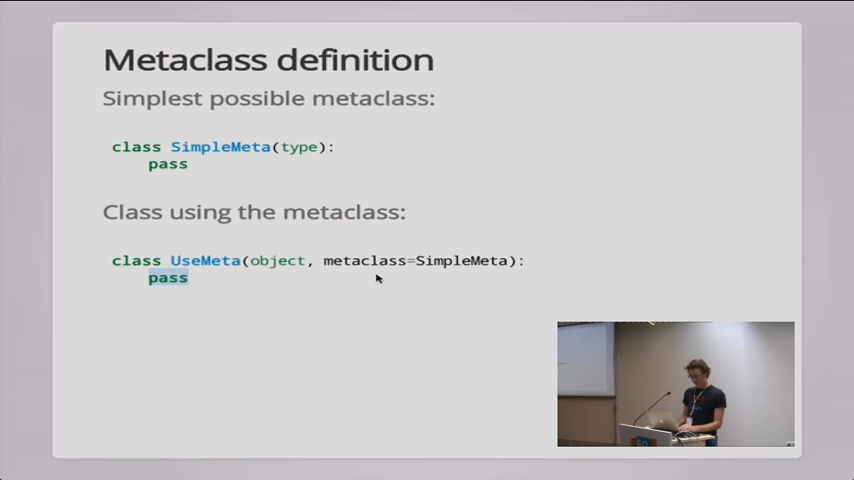 Metaclass definition
Simplest possible metaclass:
class SimpleMeta(type):
pass
Class using the metaclass:
class UseMeta(object, metaclass=SimpleMeta):
pass